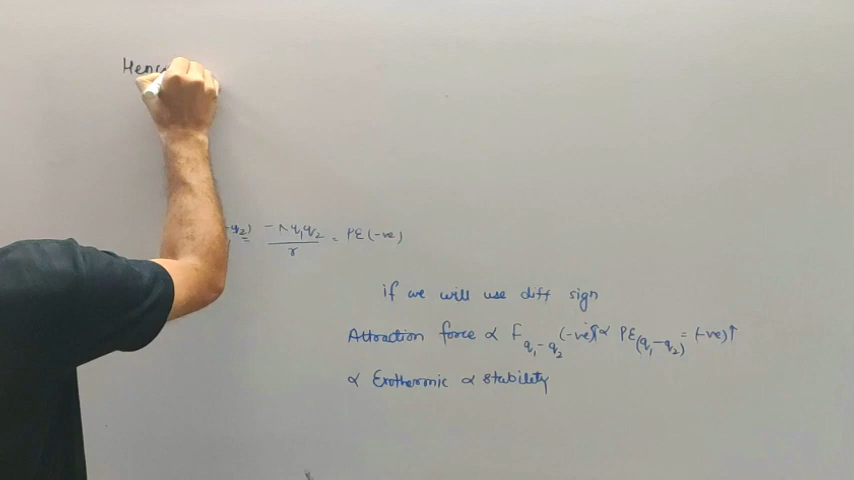 Henc
-q₂) = -Kq₁q₂/r = PE(-ve)
if we will use diff sign
Attraction force ∝ F q₁-q₂ (-ve)↑ ∝ PE(q₁-q₂) = (-ve)↑
∝ Exothermic ∝ stability